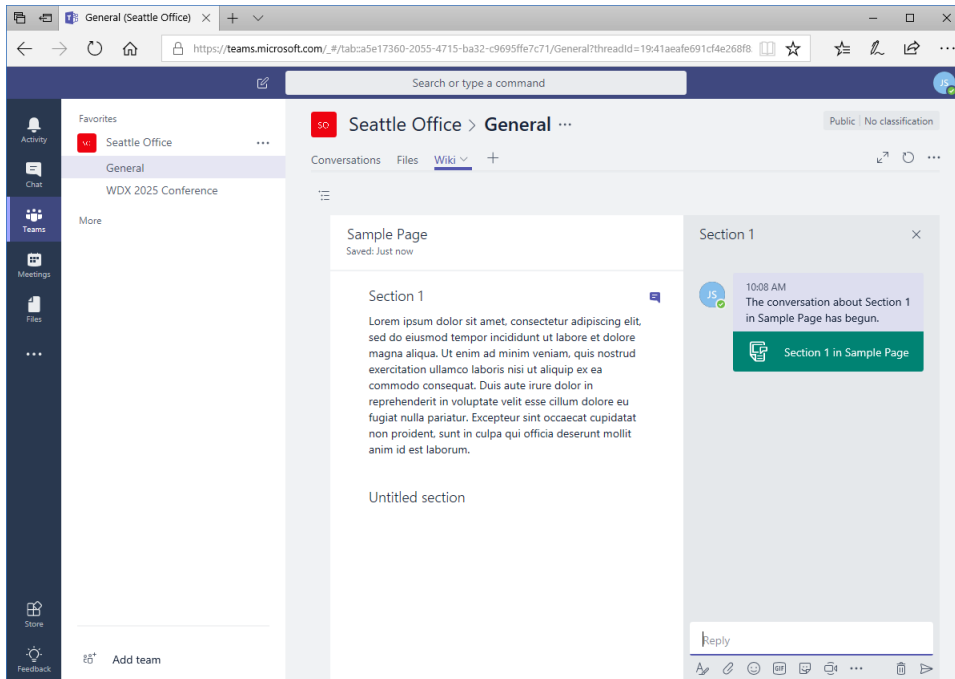 General (Seattle Office)
https://teams.microsoft.com/_#/tab:a5e17360-2055-4715-ba32-c9695ffe7c71/General?threadId=19:41aeafe691cf4e268f8
Search or type a command
JS
Activity
Chat
Teams
Meetings
Files
Store
Feedback
Favorites
Seattle Office
General
WDX 2025 Conference
More
Add team
SO
Seattle Office > General
Public
No classification
Conversations
Files
Wiki
Sample Page
Saved: Just now
Section 1
Lorem ipsum dolor sit amet, consectetur adipiscing elit,
sed do eiusmod tempor incididunt ut labore et dolore
magna aliqua. Ut enim ad minim veniam, quis nostrud
exercitation ullamco laboris nisi ut aliquip ex ea
commodo consequat. Duis aute irure dolor in
reprehenderit in voluptate velit esse cillum dolore eu
fugiat nulla pariatur. Excepteur sint occaecat cupidatat
non proident, sunt in culpa qui officia deserunt mollit
anim id est laborum.
Untitled section
Section 1
JS
10:08 AM
The conversation about Section 1
in Sample Page has begun.
Section 1 in Sample Page
Reply
GIF